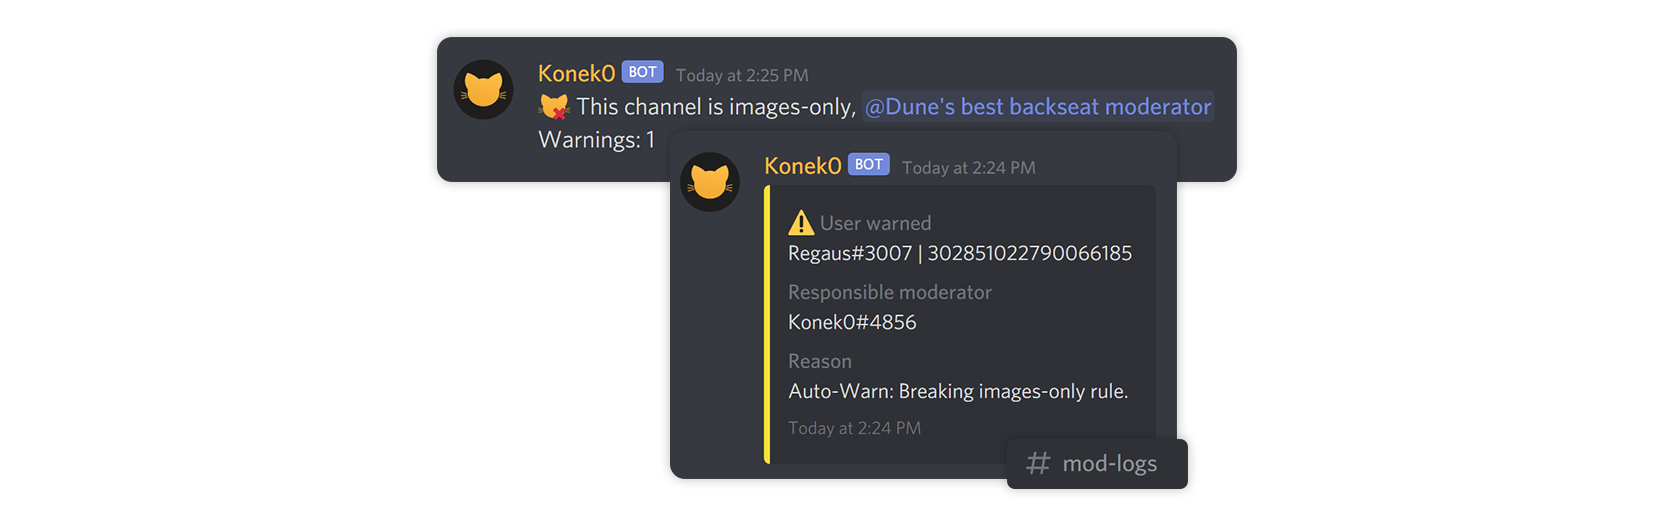 Konek0 BOT Today at 2:25 PM
This channel is images-only, @Dune's best backseat moderator
Warnings: 1
Konek0 BOT Today at 2:24 PM
User warned
Regaus#3007 | 302851022790066185
Responsible moderator
Konek0#4856
Reason
Auto-Warn: Breaking images-only rule.
Today at 2:24 PM
# mod-logs